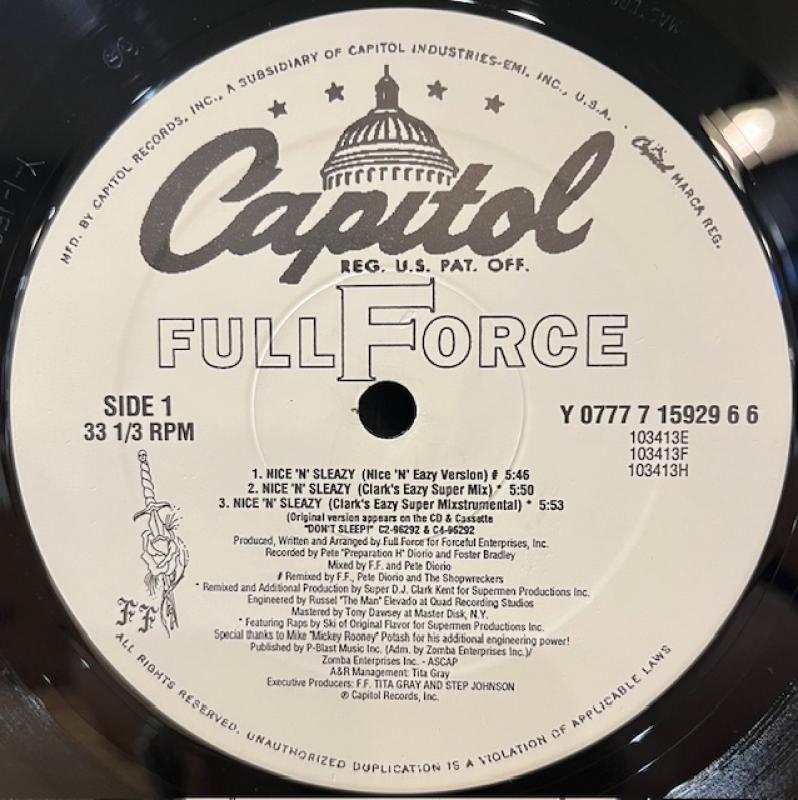 MFD. BY CAPITOL RECORDS, INC., A SUBSIDIARY OF CAPITOL INDUSTRIES-EMI, INC., U.S.A. · Capitol MARCA REG.
Capitol
REG. U.S. PAT. OFF.
FULL FORCE
SIDE 1
33 1/3 RPM
Y 0777 7 15929 6 6
103413E
103413F
103413H
1. NICE 'N' SLEAZY (Nice 'N' Eazy Version) # 5:46
2. NICE 'N' SLEAZY (Clark's Eazy Super Mix) * 5:50
3. NICE 'N' SLEAZY (Clark's Eazy Super Mixstrumental) * 5:53
(Original version appears on the CD & Cassette
"DON'T SLEEP!" C2-96292 & C4-96292
Produced, Written and Arranged by Full Force for Forceful Enterprises, Inc.
Recorded by Pete "Preparation H" Diorio and Foster Bradley
Mixed by F.F. and Pete Diorio
# Remixed by F.F., Pete Diorio and The Shopwreckers
* Remixed and Additional Production by Super D.J. Clark Kent for Supermen Productions Inc.
Engineered by Russel "The Man" Elevado at Quad Recording Studios
Mastered by Tony Dawsey at Master Disk, N.Y.
* Featuring Raps by Ski of Original Flavor for Supermen Productions Inc.
Special thanks to Mike "Mickey Rooney" Potash for his additional engineering power!
Published by P-Blast Music Inc. (Adm. by Zomba Enterprises Inc.)/
Zomba Enterprises Inc. - ASCAP
A&R Management: Tita Gray
Executive Producers: F.F. TITA GRAY AND STEP JOHNSON
℗ Capitol Records, Inc.
FF
ALL RIGHTS RESERVED, UNAUTHORIZED DUPLICATION IS A VIOLATION OF APPLICABLE LAWS